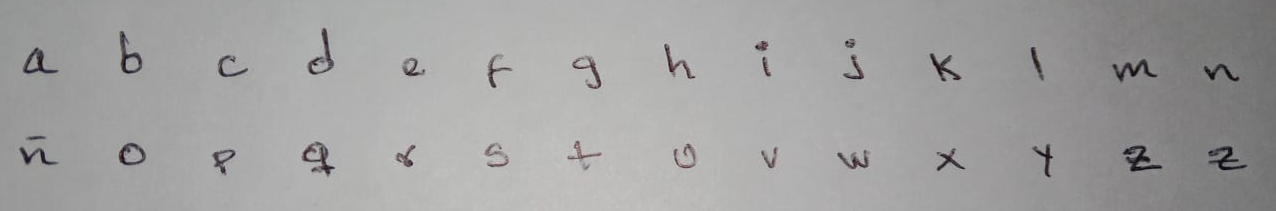 a b c d e f g h i j k l m n
ñ o p q r s t u v w x y z z